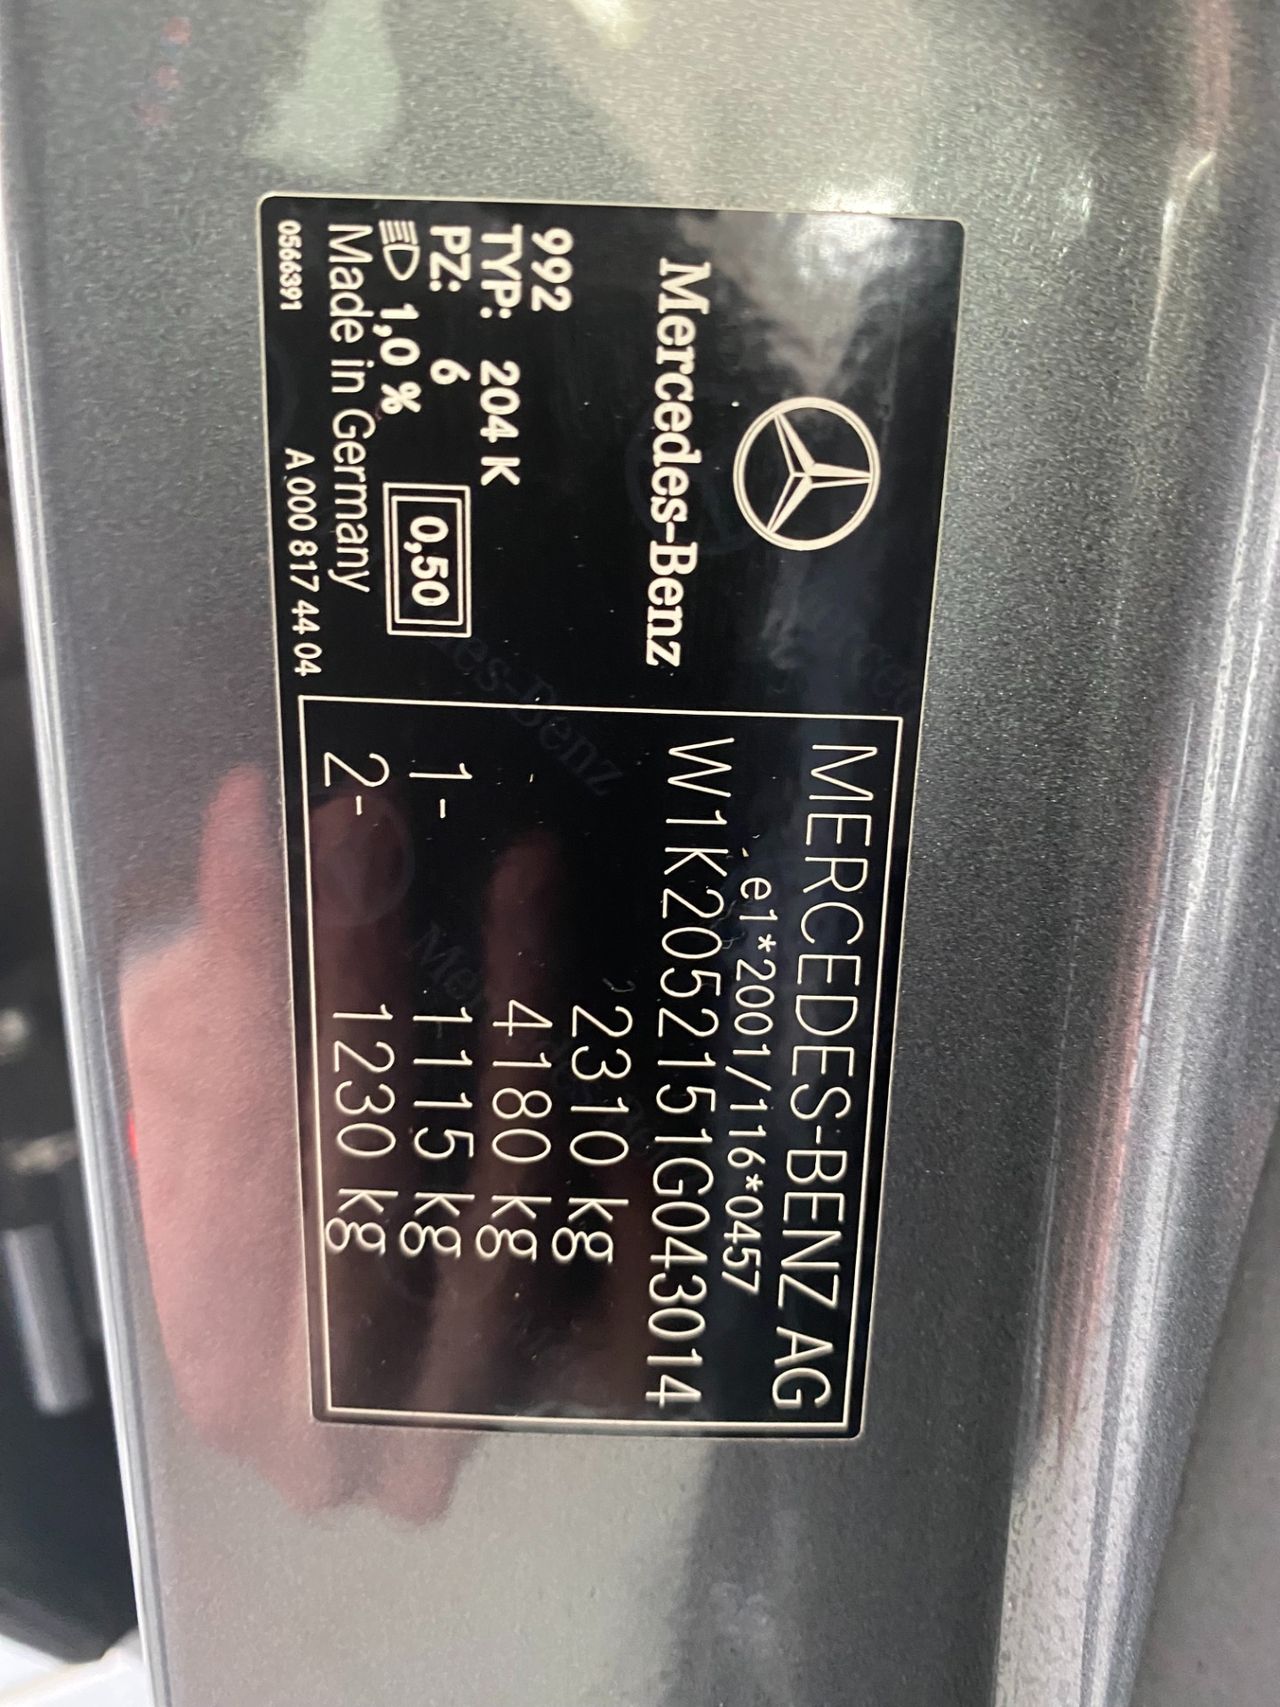 Mercedes-Benz
992
TYP: 204 K
PZ: 6
1,0 %
0,50
Made in Germany
0566391
A 000 817 44 04
MERCEDES-BENZ AG
e1*2001/116*0457
W1K2052151G043014
2310 kg
4180 kg
1- 1115 kg
2- 1230 kg